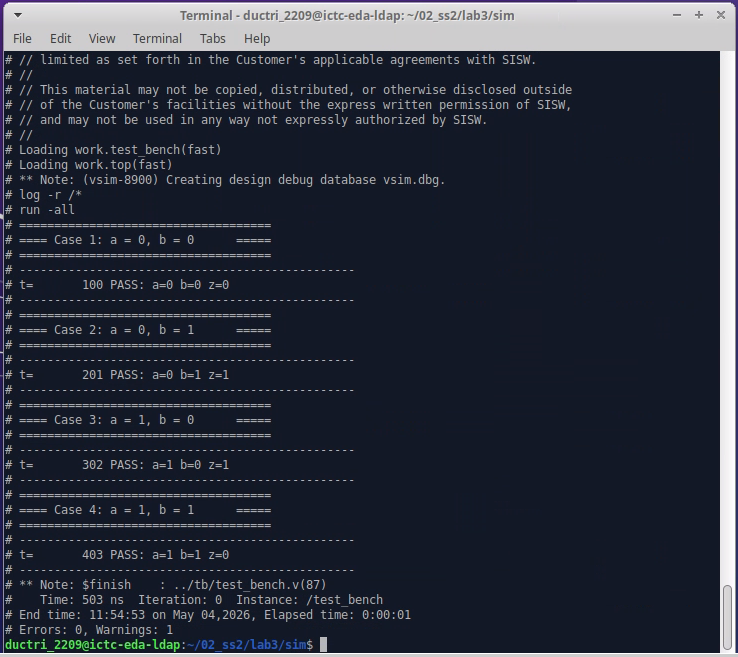 Terminal - ductri_2209@ictc-eda-ldap: ~/02_ss2/lab3/sim
File Edit View Terminal Tabs Help
# // limited as set forth in the Customer's applicable agreements with SISW.
# //
# // This material may not be copied, distributed, or otherwise disclosed outside
# // of the Customer's facilities without the express written permission of SISW,
# // and may not be used in any way not expressly authorized by SISW.
# //
# Loading work.test_bench(fast)
# Loading work.top(fast)
# ** Note: (vsim-8900) Creating design debug database vsim.dbg.
# log -r /*
# run -all
# ====================================
# ==== Case 1: a = 0, b = 0      =====
# ====================================
# ------------------------------------------------
# t=       100 PASS: a=0 b=0 z=0
# ------------------------------------------------
# ====================================
# ==== Case 2: a = 0, b = 1      =====
# ====================================
# ------------------------------------------------
# t=       201 PASS: a=0 b=1 z=1
# ------------------------------------------------
# ====================================
# ==== Case 3: a = 1, b = 0      =====
# ====================================
# ------------------------------------------------
# t=       302 PASS: a=1 b=0 z=1
# ------------------------------------------------
# ====================================
# ==== Case 4: a = 1, b = 1      =====
# ====================================
# ------------------------------------------------
# t=       403 PASS: a=1 b=1 z=0
# ------------------------------------------------
# ** Note: $finish    : ../tb/test_bench.v(87)
#    Time: 503 ns  Iteration: 0  Instance: /test_bench
# End time: 11:54:53 on May 04,2026, Elapsed time: 0:00:01
# Errors: 0, Warnings: 1
ductri_2209@ictc-eda-ldap:~/02_ss2/lab3/sim$